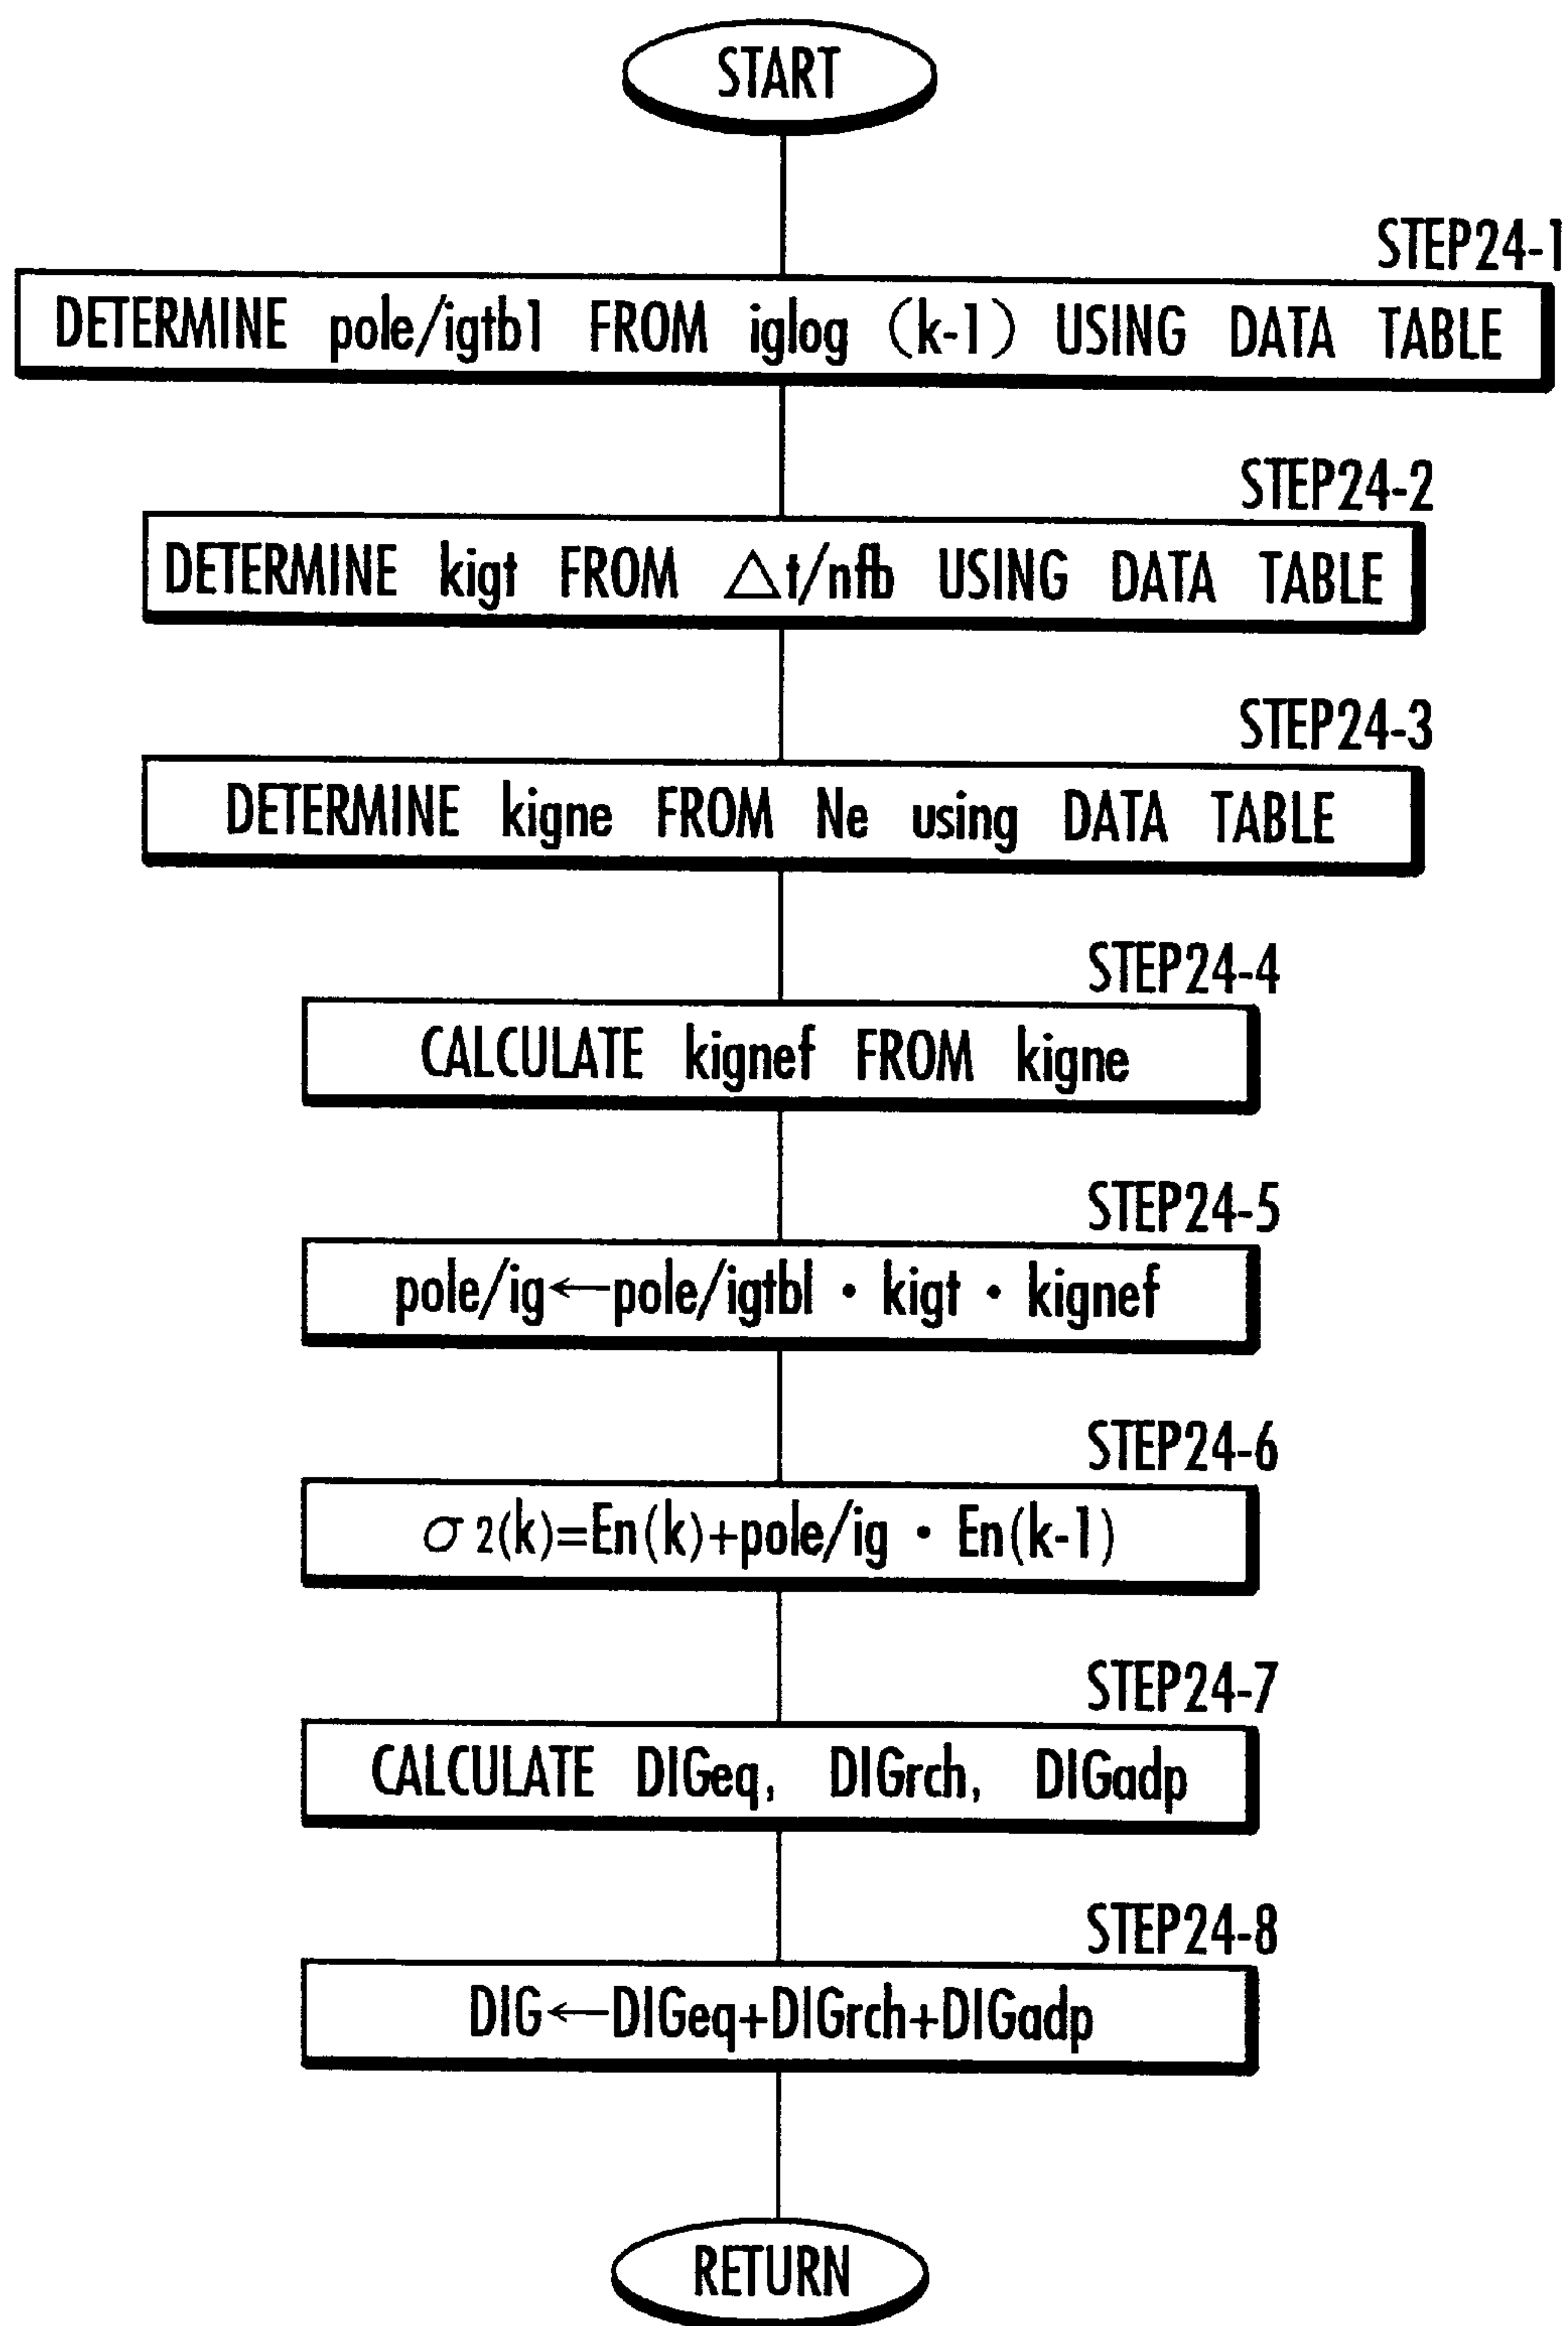 START
STEP24-1
DETERMINE pole/igtbl FROM iglog (k-1) USING DATA TABLE
STEP24-2
DETERMINE kigt FROM △t/nfb USING DATA TABLE
STEP24-3
DETERMINE kigne FROM Ne using DATA TABLE
STEP24-4
CALCULATE kignef FROM kigne
STEP24-5
pole/ig←pole/igtbl · kigt · kignef
STEP24-6
σ2(k)=En(k)+pole/ig · En(k-1)
STEP24-7
CALCULATE DIGeq, DIGrch, DIGadp
STEP24-8
DIG←DIGeq+DIGrch+DIGadp
RETURN